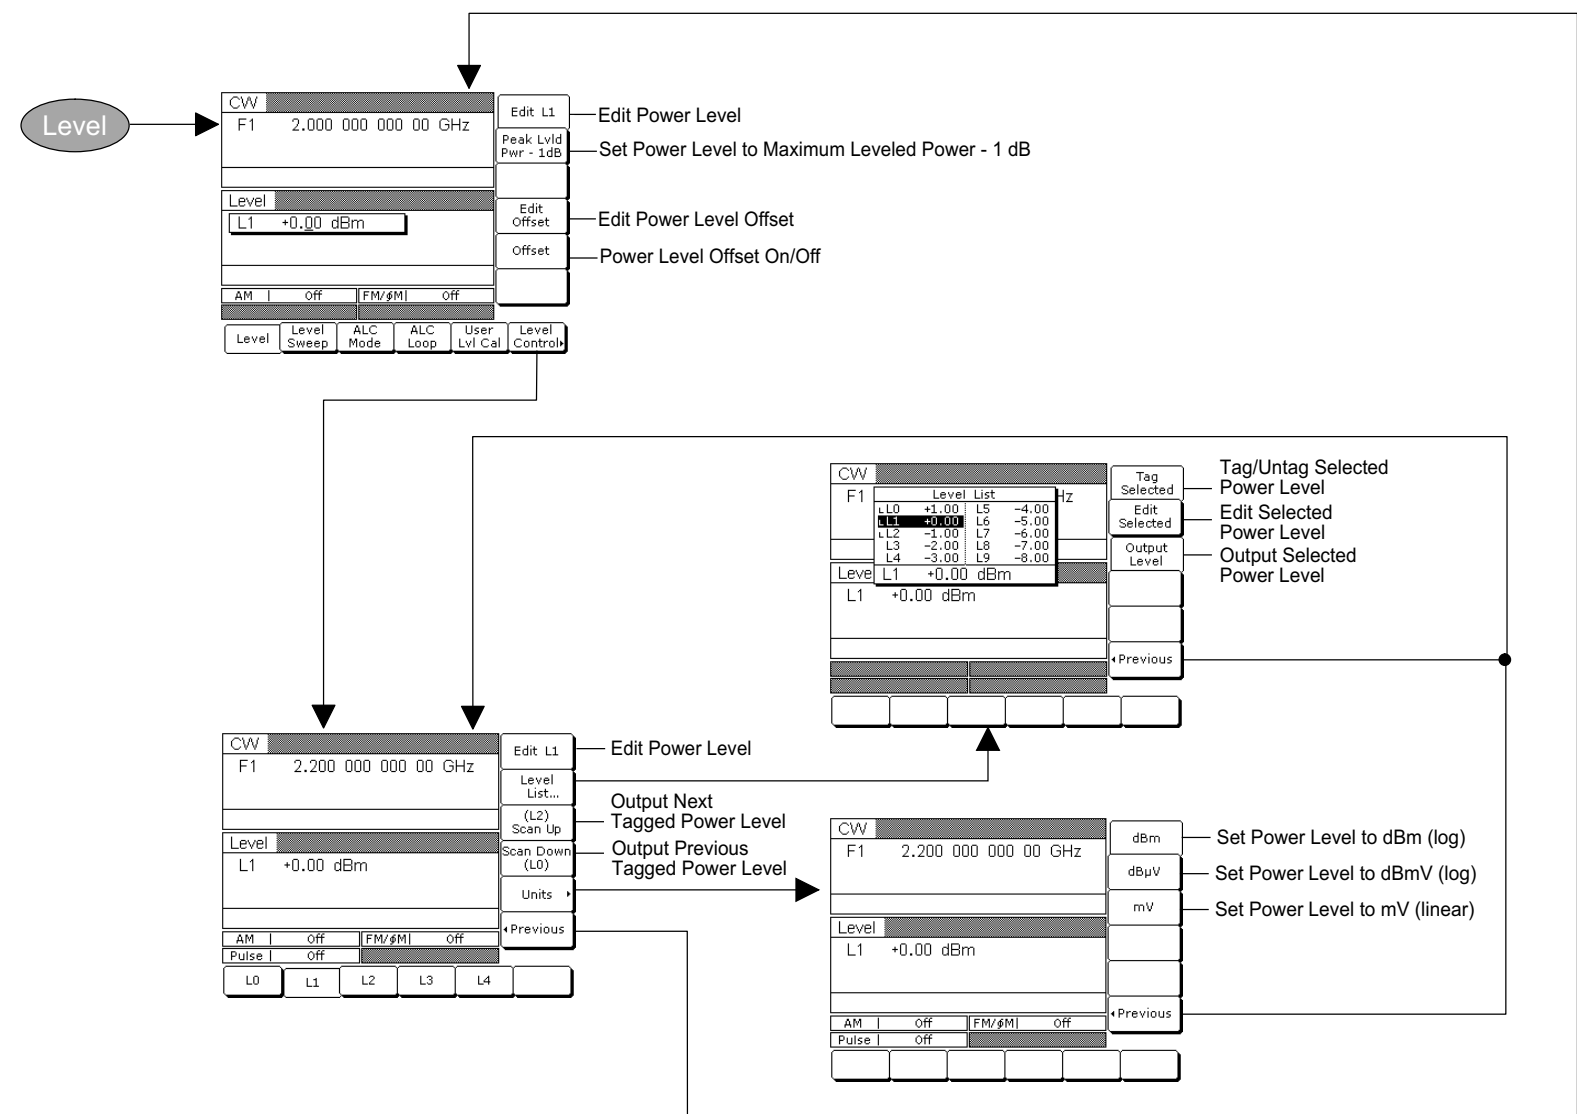 Level
CW
F1 2.000 000 000 00 GHz
Level
L1 +0.00 dBm
AM | Off FM/ϕM| Off
Edit L1
Peak Lvld
Pwr - 1dB
Edit
Offset
Offset
Level
Level
Sweep
ALC
Mode
ALC
Loop
User
Lvl Cal
Level
Control
Edit Power Level
Set Power Level to Maximum Leveled Power - 1 dB
Edit Power Level Offset
Power Level Offset On/Off
CW
F1 Hz
Level List
L0 +1.00 L5 -4.00
L1 +0.00 L6 -5.00
L2 -1.00 L7 -6.00
L3 -2.00 L8 -7.00
L4 -3.00 L9 -8.00
L1 +0.00 dBm
Leve
L1 +0.00 dBm
Tag
Selected
Edit
Selected
Output
Level
Previous
Tag/Untag Selected
Power Level
Edit Selected
Power Level
Output Selected
Power Level
CW
F1 2.200 000 000 00 GHz
Level
L1 +0.00 dBm
AM | Off FM/ϕM| Off
Pulse | Off
Edit L1
Level
List...
(L2)
Scan Up
Scan Down
(L0)
Units
Previous
L0 L1 L2 L3 L4
Edit Power Level
Output Next
Tagged Power Level
Output Previous
Tagged Power Level
CW
F1 2.200 000 000 00 GHz
Level
L1 +0.00 dBm
AM | Off FM/ϕM| Off
Pulse | Off
dBm
dBµV
mV
Previous
Set Power Level to dBm (log)
Set Power Level to dBmV (log)
Set Power Level to mV (linear)